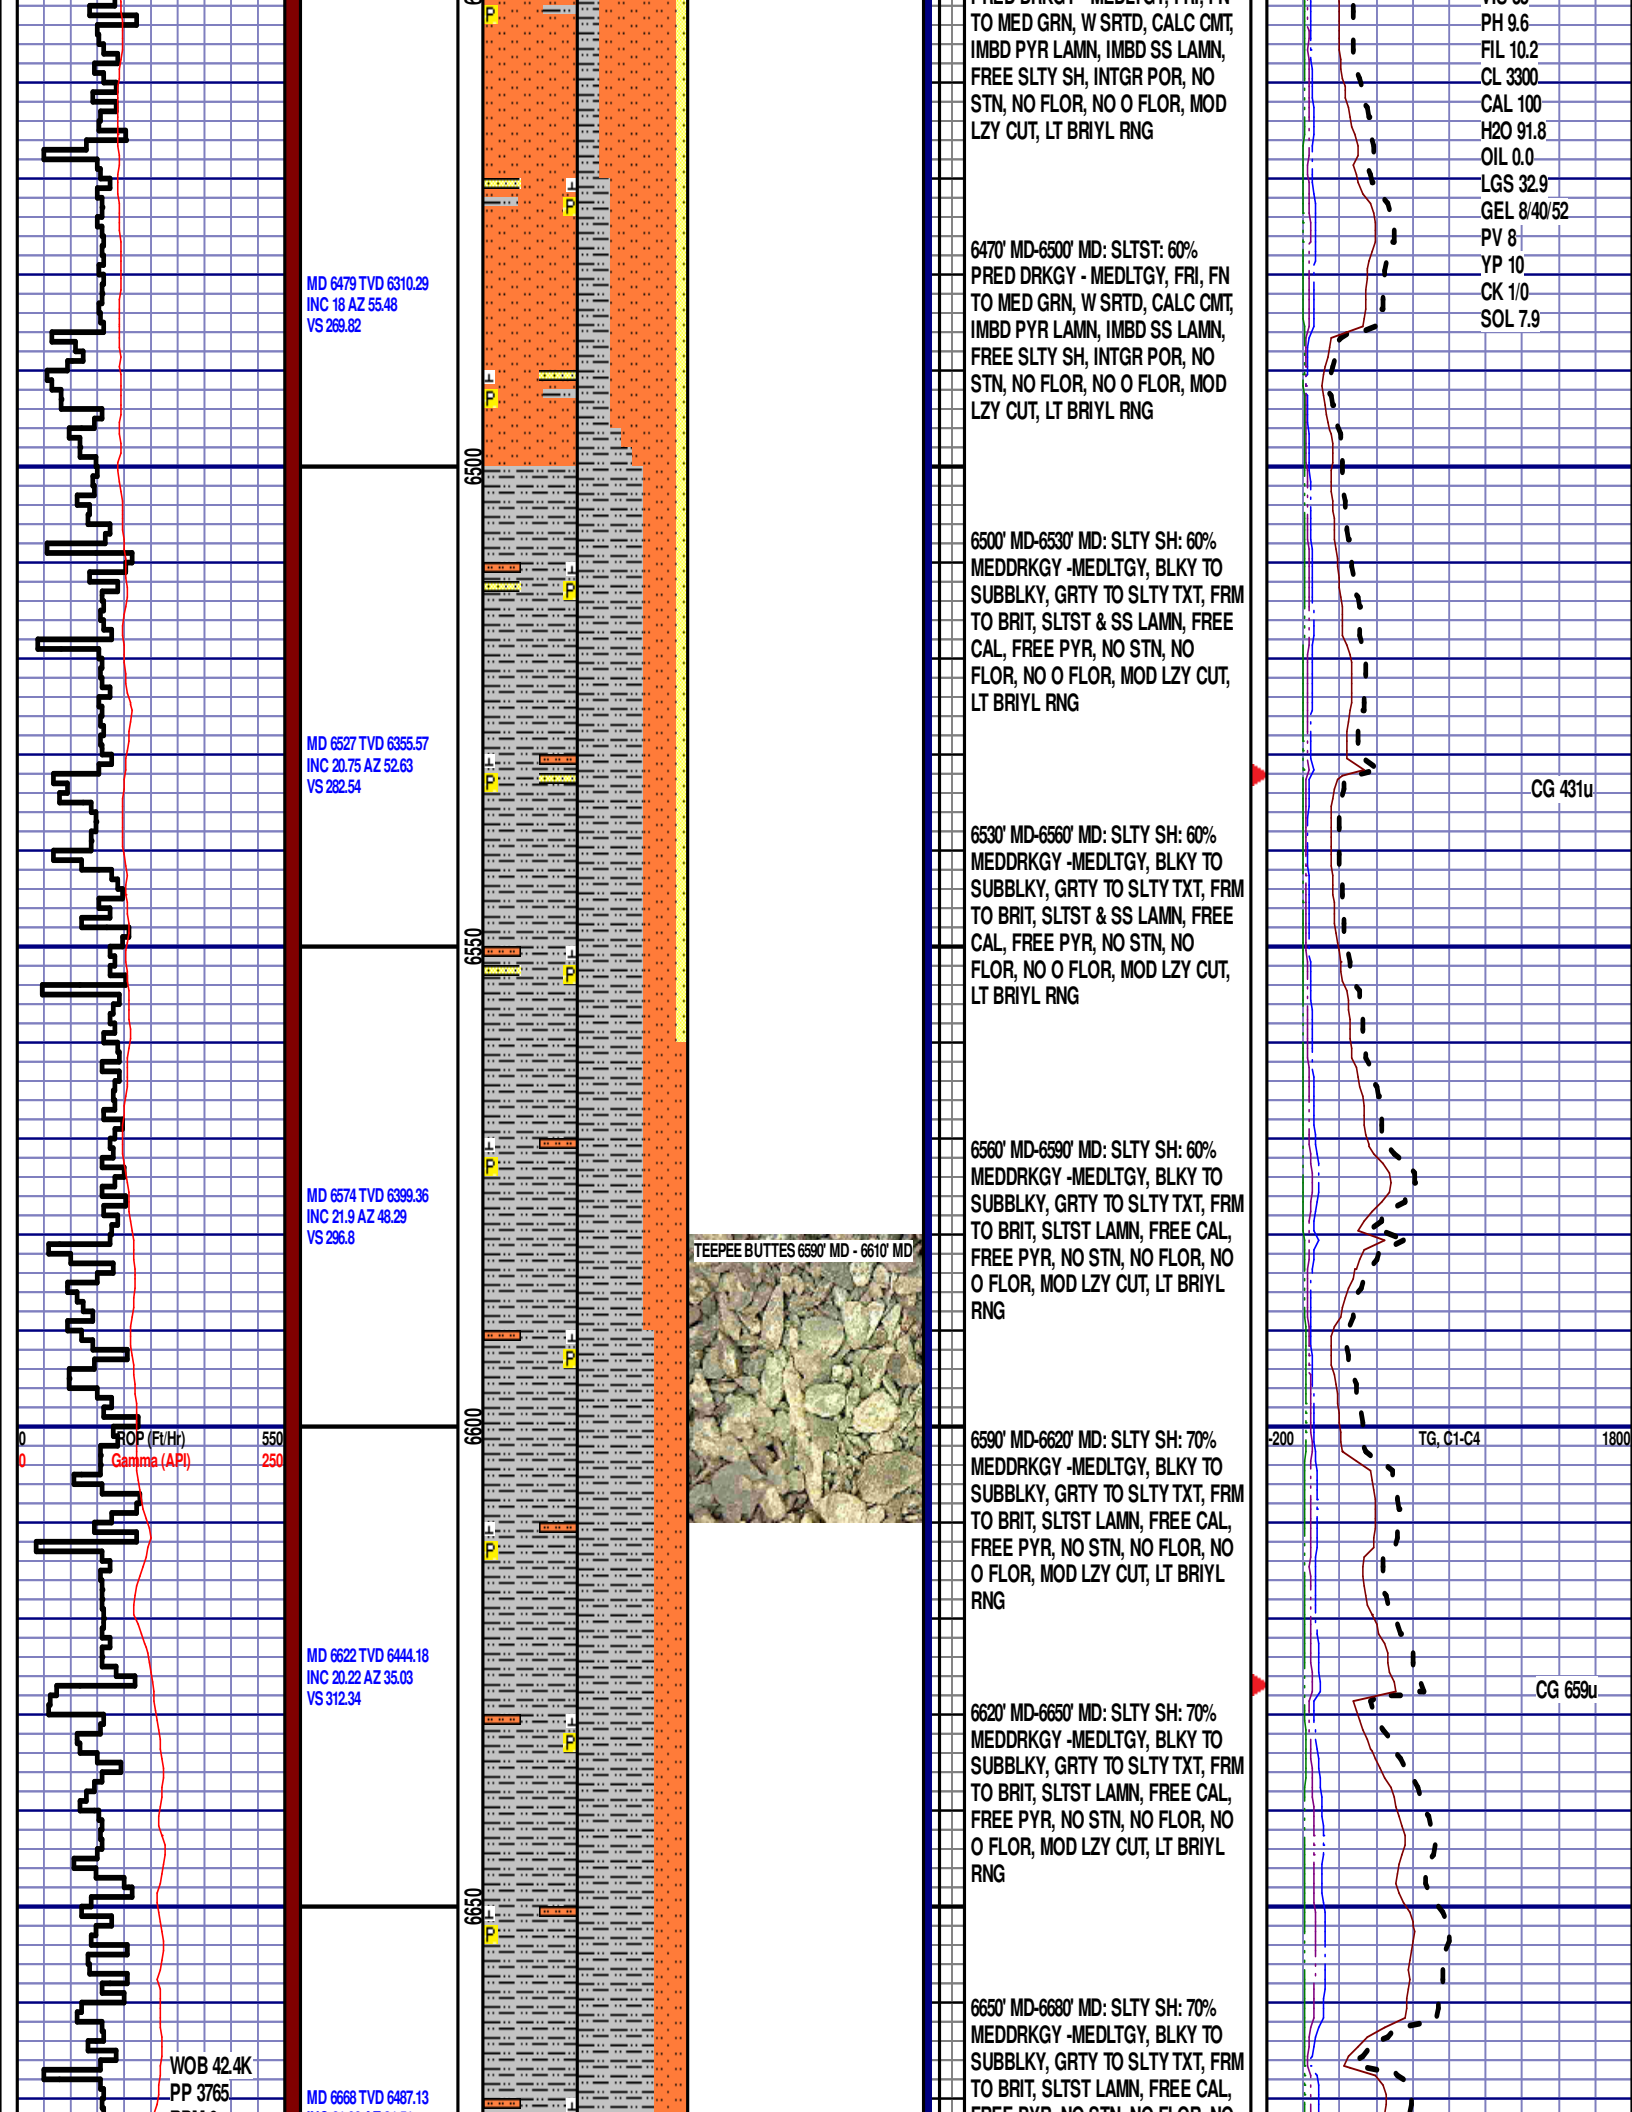 TO MED GRN, W SRTD, CALC CMT,
IMBD PYR LAMN, IMBD SS LAMN,
FREE SLTY SH, INTGR POR, NO
STN, NO FLOR, NO O FLOR, MOD
LZY CUT, LT BRIYL RNG
PH 9.6
FIL 10.2
CL 3300
CAL 100
H2O 91.8
OIL 0.0
LGS 32.9
GEL 8/40/52
PV 8
YP 10
CK 1/0
SOL 7.9
MD 6479 TVD 6310.29
INC 18 AZ 55.48
VS 269.82
6470' MD-6500' MD: SLTST: 60%
PRED DRKGY - MEDLTGY, FRI, FN
TO MED GRN, W SRTD, CALC CMT,
IMBD PYR LAMN, IMBD SS LAMN,
FREE SLTY SH, INTGR POR, NO
STN, NO FLOR, NO O FLOR, MOD
LZY CUT, LT BRIYL RNG
6500
6500' MD-6530' MD: SLTY SH: 60%
MEDDRKGY -MEDLTGY, BLKY TO
SUBBLKY, GRTY TO SLTY TXT, FRM
TO BRIT, SLTST & SS LAMN, FREE
CAL, FREE PYR, NO STN, NO
FLOR, NO O FLOR, MOD LZY CUT,
LT BRIYL RNG
MD 6527 TVD 6355.57
INC 20.75 AZ 52.63
VS 282.54
CG 431u
6530' MD-6560' MD: SLTY SH: 60%
MEDDRKGY -MEDLTGY, BLKY TO
SUBBLKY, GRTY TO SLTY TXT, FRM
TO BRIT, SLTST & SS LAMN, FREE
CAL, FREE PYR, NO STN, NO
FLOR, NO O FLOR, MOD LZY CUT,
LT BRIYL RNG
6550
6560' MD-6590' MD: SLTY SH: 60%
MEDDRKGY -MEDLTGY, BLKY TO
SUBBLKY, GRTY TO SLTY TXT, FRM
TO BRIT, SLTST LAMN, FREE CAL,
FREE PYR, NO STN, NO FLOR, NO
O FLOR, MOD LZY CUT, LT BRIYL
RNG
MD 6574 TVD 6399.36
INC 21.9 AZ 48.29
VS 296.8
TEEPEE BUTTES 6590' MD - 6610' MD
6600
0 ROP (Ft/Hr) 550
0 Gamma (API) 250
-200 TG, C1-C4 1800
6590' MD-6620' MD: SLTY SH: 70%
MEDDRKGY -MEDLTGY, BLKY TO
SUBBLKY, GRTY TO SLTY TXT, FRM
TO BRIT, SLTST LAMN, FREE CAL,
FREE PYR, NO STN, NO FLOR, NO
O FLOR, MOD LZY CUT, LT BRIYL
RNG
MD 6622 TVD 6444.18
INC 20.22 AZ 35.03
VS 312.34
CG 659u
6620' MD-6650' MD: SLTY SH: 70%
MEDDRKGY -MEDLTGY, BLKY TO
SUBBLKY, GRTY TO SLTY TXT, FRM
TO BRIT, SLTST LAMN, FREE CAL,
FREE PYR, NO STN, NO FLOR, NO
O FLOR, MOD LZY CUT, LT BRIYL
RNG
6650
6650' MD-6680' MD: SLTY SH: 70%
MEDDRKGY -MEDLTGY, BLKY TO
SUBBLKY, GRTY TO SLTY TXT, FRM
TO BRIT, SLTST LAMN, FREE CAL,
WOB 42.4K
PP 3765
MD 6668 TVD 6487.13